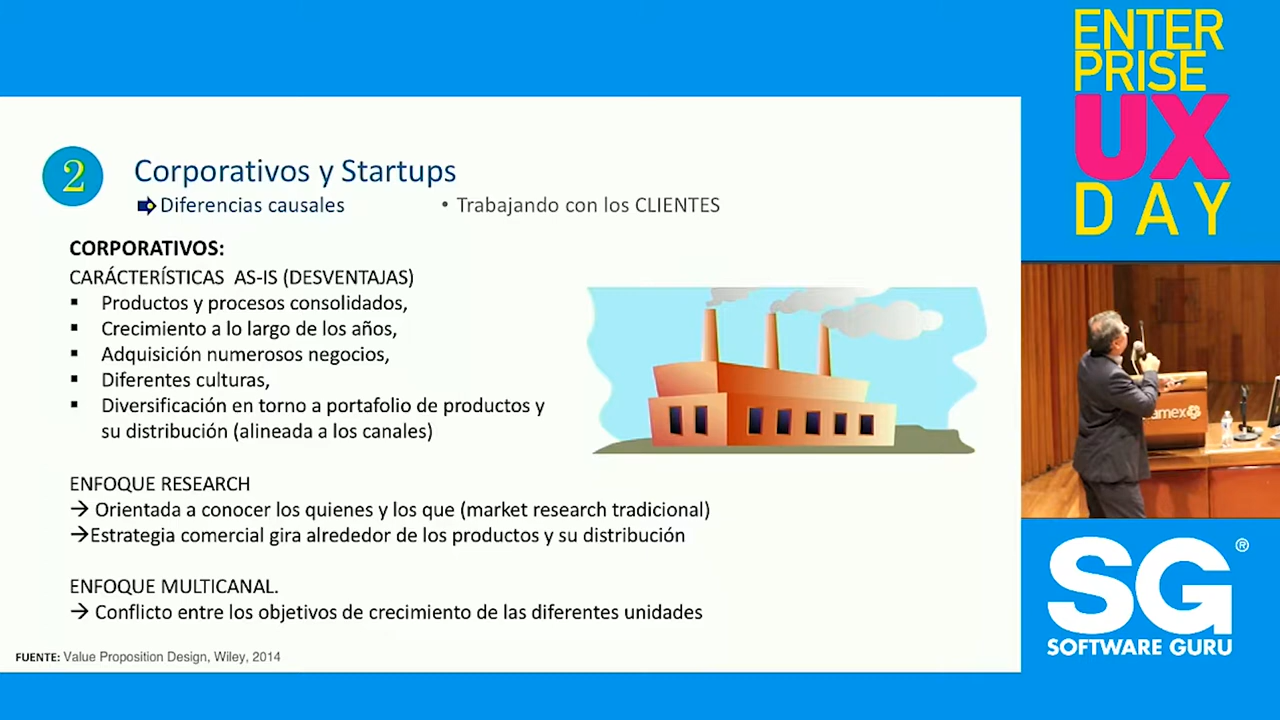 ENTER
PRISE
UX
DAY
2
Corporativos y Startups
Diferencias causales
• Trabajando con los CLIENTES
CORPORATIVOS:
CARÁCTERÍSTICAS AS-IS (DESVENTAJAS)
▪ Productos y procesos consolidados,
▪ Crecimiento a lo largo de los años,
▪ Adquisición numerosos negocios,
▪ Diferentes culturas,
▪ Diversificación en torno a portafolio de productos y
su distribución (alineada a los canales)
ENFOQUE RESEARCH
→ Orientada a conocer los quienes y los que (market research tradicional)
→Estrategia comercial gira alrededor de los productos y su distribución
ENFOQUE MULTICANAL.
→ Conflicto entre los objetivos de crecimiento de las diferentes unidades
FUENTE: Value Proposition Design, Wiley, 2014
amex
SG®
SOFTWARE GURU